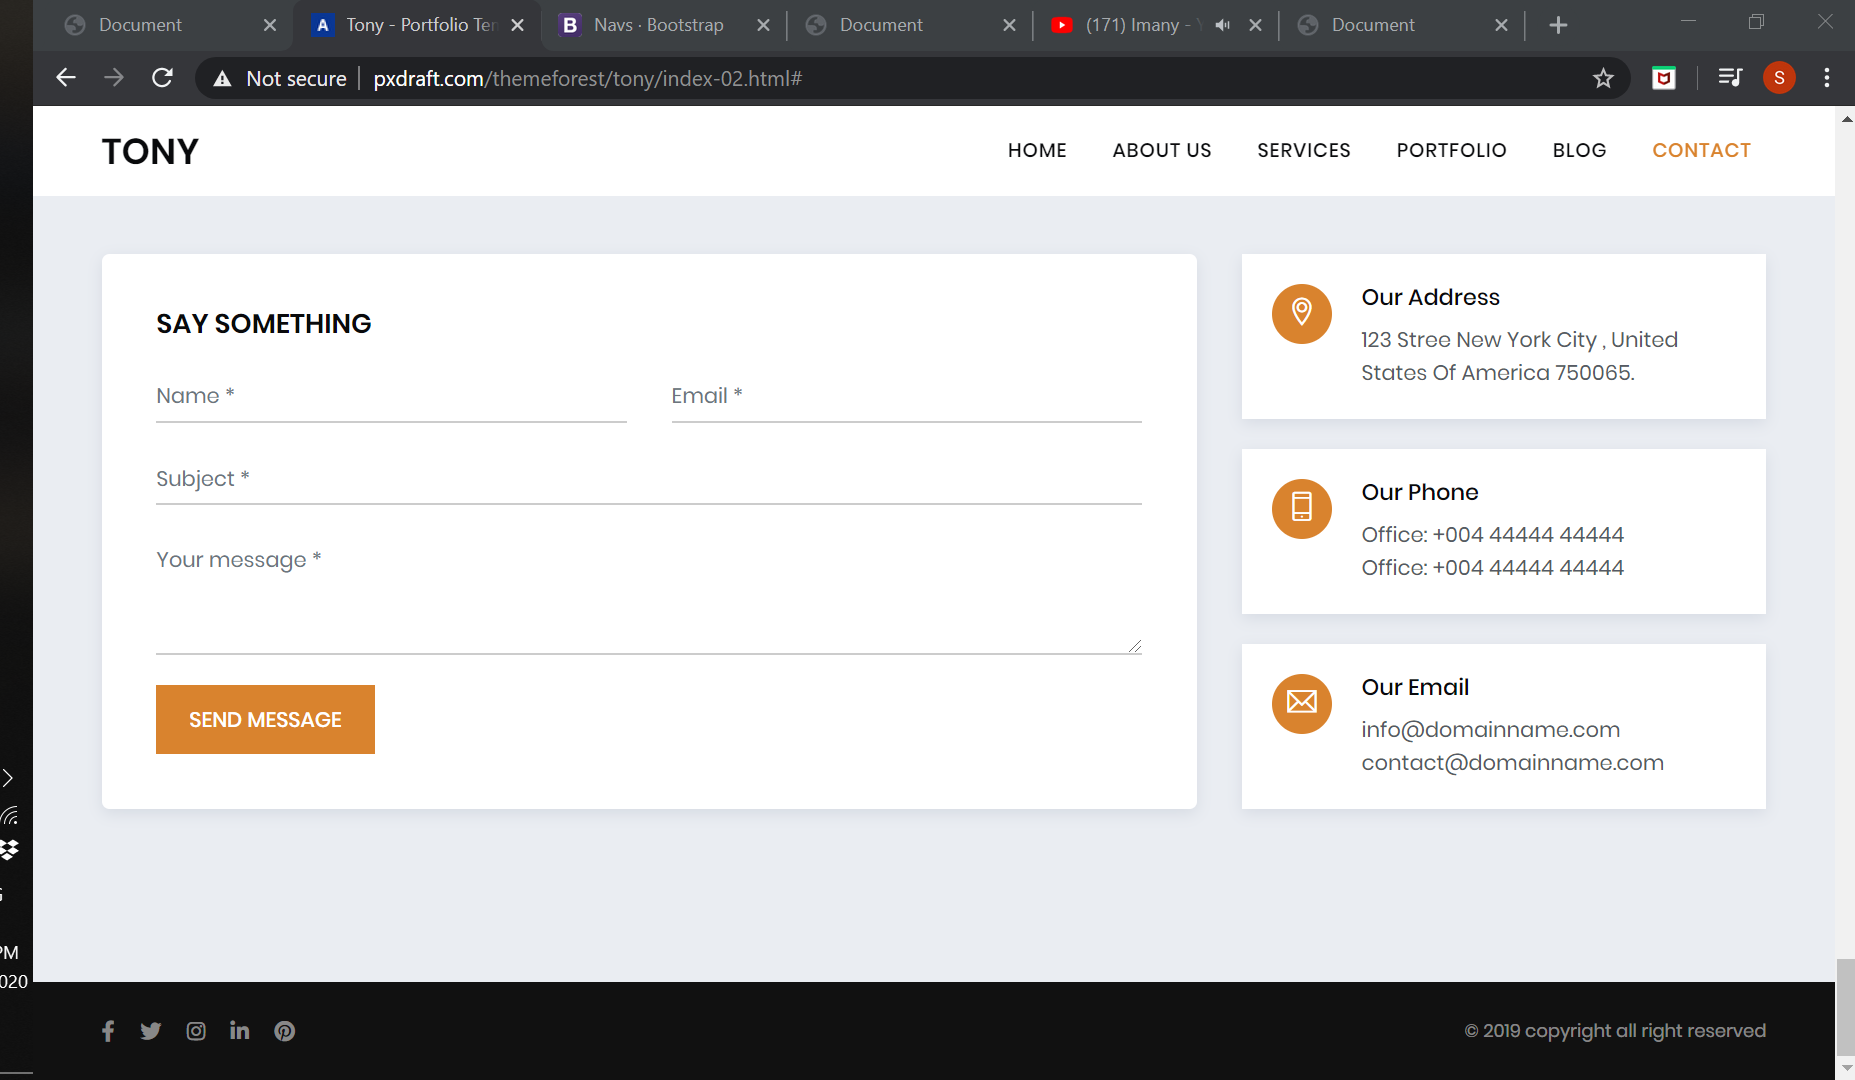 Document
Tony - Portfolio Ten
Navs · Bootstrap
Document
(171) Imany -
Document
Not secure
pxdraft.com/themeforest/tony/index-02.html#
S
TONY
HOME
ABOUT US
SERVICES
PORTFOLIO
BLOG
CONTACT
SAY SOMETHING
Name *
Email *
Subject *
Your message *
SEND MESSAGE
Our Address
123 Stree New York City , United
States Of America 750065.
Our Phone
Office: +004 44444 44444
Office: +004 44444 44444
Our Email
info@domainname.com
contact@domainname.com
PM
020
© 2019 copyright all right reserved